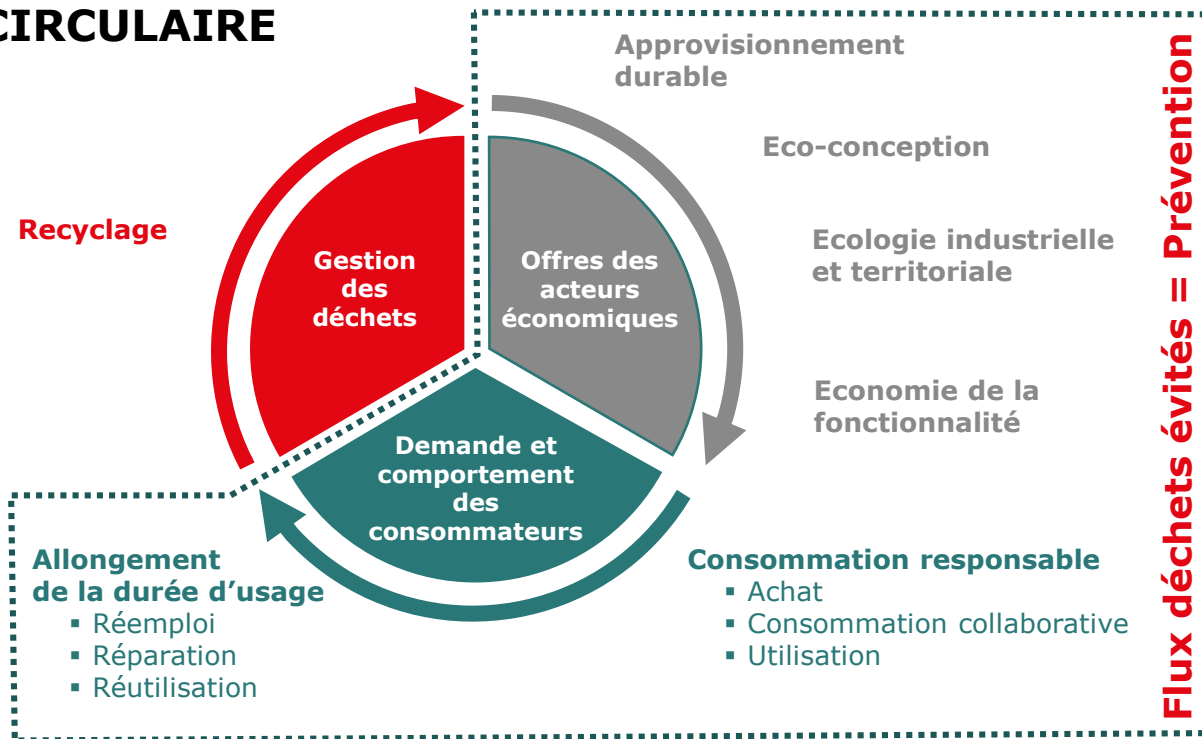 CIRCULAIRE
Approvisionnement
durable
Eco-conception
Ecologie industrielle
et territoriale
Economie de la
fonctionnalité
Recyclage
Gestion
des
déchets
Offres des
acteurs
économiques
Demande et
comportement
des
consommateurs
Allongement
de la durée d’usage
▪ Réemploi
▪ Réparation
▪ Réutilisation
Consommation responsable
▪ Achat
▪ Consommation collaborative
▪ Utilisation
Flux déchets évités = Prévention